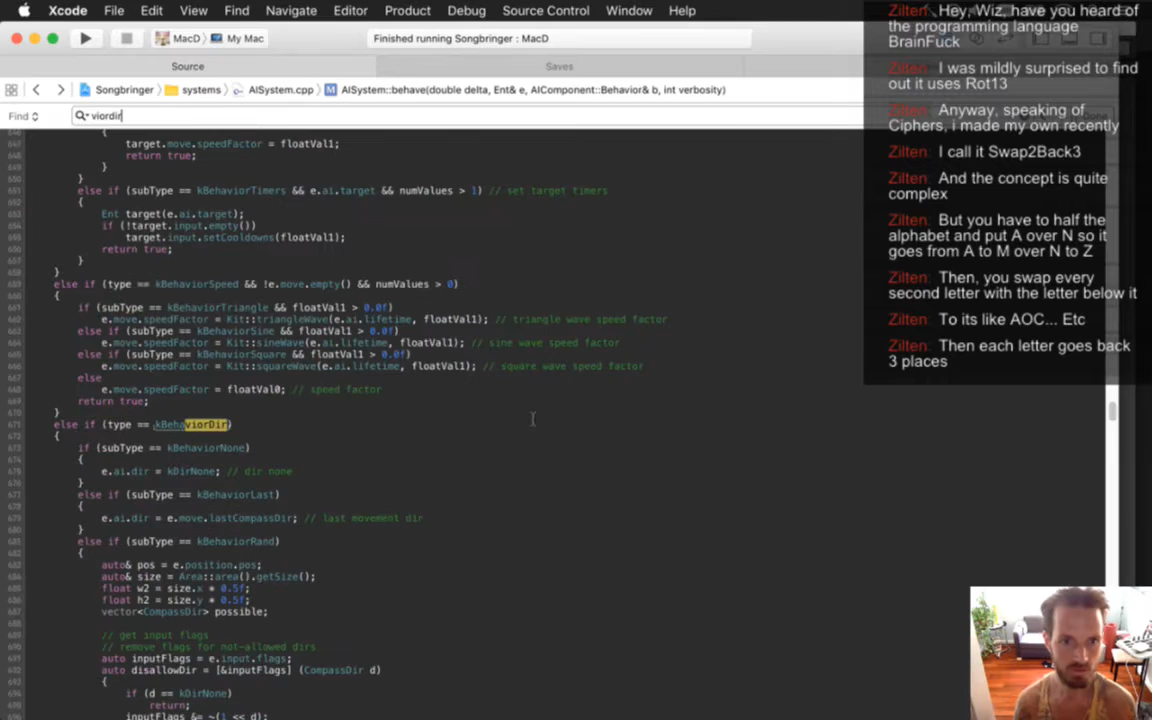 Xcode File Edit View Find Navigate Editor Product Debug Source Control Window Help
MacD My Mac
Finished running Songbringer : MacD
Source
Saves
Songbringer systems AISystem.cpp AISystem::behave(double delta, Ent& e, AIComponent::Behavior& b, int verbosity)
Find viordir
{
target.move.speedFactor = floatVal1;
return true;
}
}
else if (subType == kBehaviorTimers && e.ai.target && numValues > 1) // set target timers
{
Ent target(e.ai.target);
if (!target.input.empty())
target.input.setCooldowns(floatVal1);
return true;
}
}
else if (type == kBehaviorSpeed && !e.move.empty() && numValues > 0)
{
if (subType == kBehaviorTriangle && floatVal1 > 0.0f)
e.move.speedFactor = Kit::triangleWave(e.ai.lifetime, floatVal1); // triangle wave speed factor
else if (subType == kBehaviorSine && floatVal1 > 0.0f)
e.move.speedFactor = Kit::sineWave(e.ai.lifetime, floatVal1); // sine wave speed factor
else if (subType == kBehaviorSquare && floatVal1 > 0.0f)
e.move.speedFactor = Kit::squareWave(e.ai.lifetime, floatVal1); // square wave speed factor
else
e.move.speedFactor = floatVal0; // speed factor
return true;
}
else if (type == kBehaviorDir)
{
if (subType == kBehaviorNone)
{
e.ai.dir = kDirNone; // dir none
}
else if (subType == kBehaviorLast)
{
e.ai.dir = e.move.lastCompassDir; // last movement dir
}
else if (subType == kBehaviorRand)
{
auto& pos = e.position.pos;
auto& size = Area::area().getSize();
float w2 = size.x * 0.5f;
float h2 = size.y * 0.5f;
vector<CompassDir> possible;
// get input flags
// remove flags for not-allowed dirs
auto inputFlags = e.input.flags;
auto disallowDir = [&inputFlags] (CompassDir d)
{
if (d == kDirNone)
return;
inputFlags &= ~(1 << d);
Zilten: Hey, Wiz, have you heard of
the programming language
BrainFuck
Zilten: I was mildly surprised to find
out it uses Rot13
Zilten: Anyway, speaking of
Ciphers, i made my own recently
Zilten: I call it Swap2Back3
Zilten: And the concept is quite
complex
Zilten: But you have to half the
alphabet and put A over N so it
goes from A to M over N to Z
Zilten: Then, you swap every
second letter with the letter below it
Zilten: To its like AOC... Etc
Zilten: Then each letter goes back
3 places